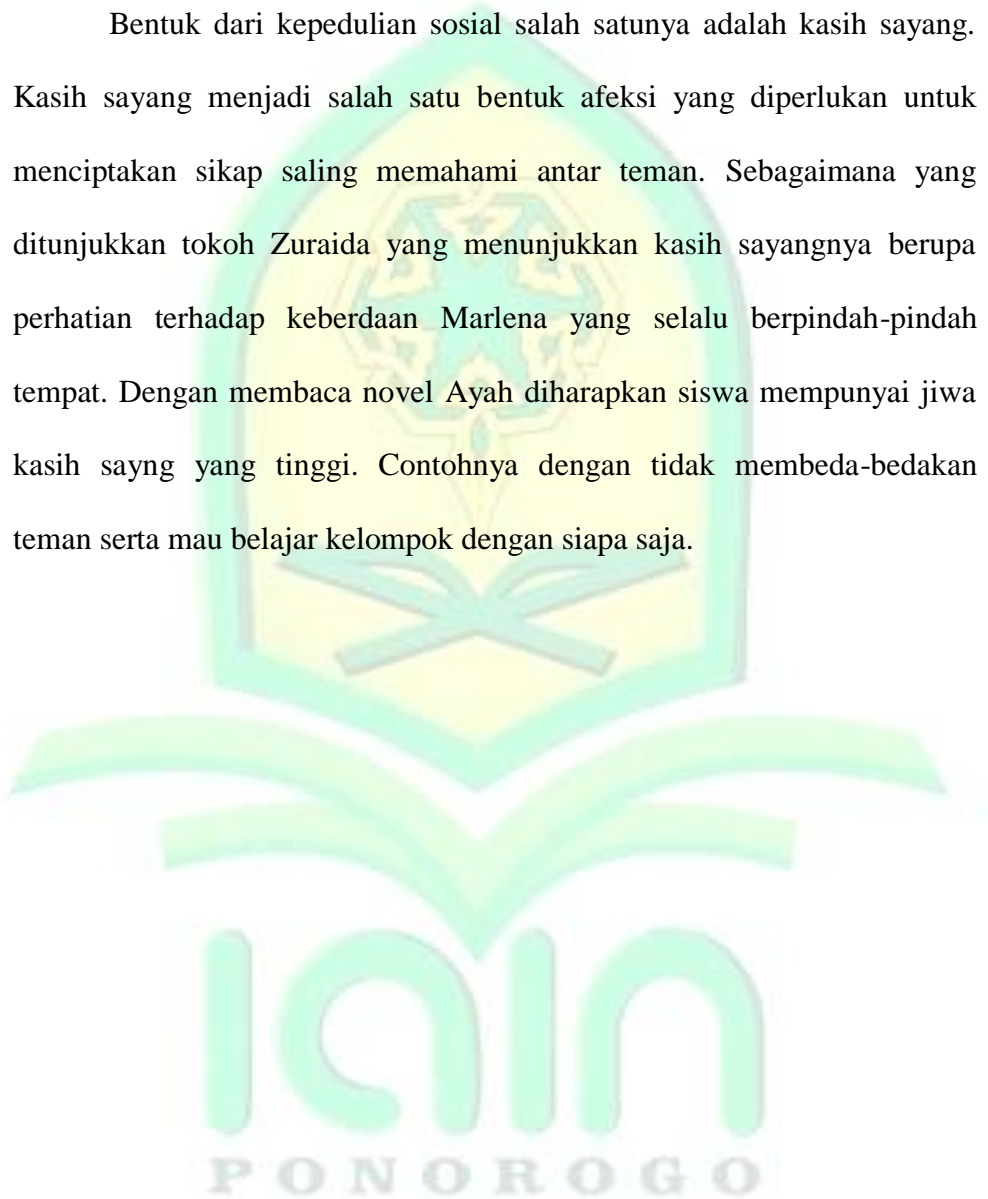 Bentuk dari kepedulian sosial salah satunya adalah kasih sayang.
Kasih sayang menjadi salah satu bentuk afeksi yang diperlukan untuk
menciptakan sikap saling memahami antar teman. Sebagaimana yang
ditunjukkan tokoh Zuraida yang menunjukkan kasih sayangnya berupa
perhatian terhadap keberdaan Marlena yang selalu berpindah-pindah
tempat. Dengan membaca novel Ayah diharapkan siswa mempunyai jiwa
kasih sayng yang tinggi. Contohnya dengan tidak membeda-bedakan
teman serta mau belajar kelompok dengan siapa saja.
iain
PONOROGO